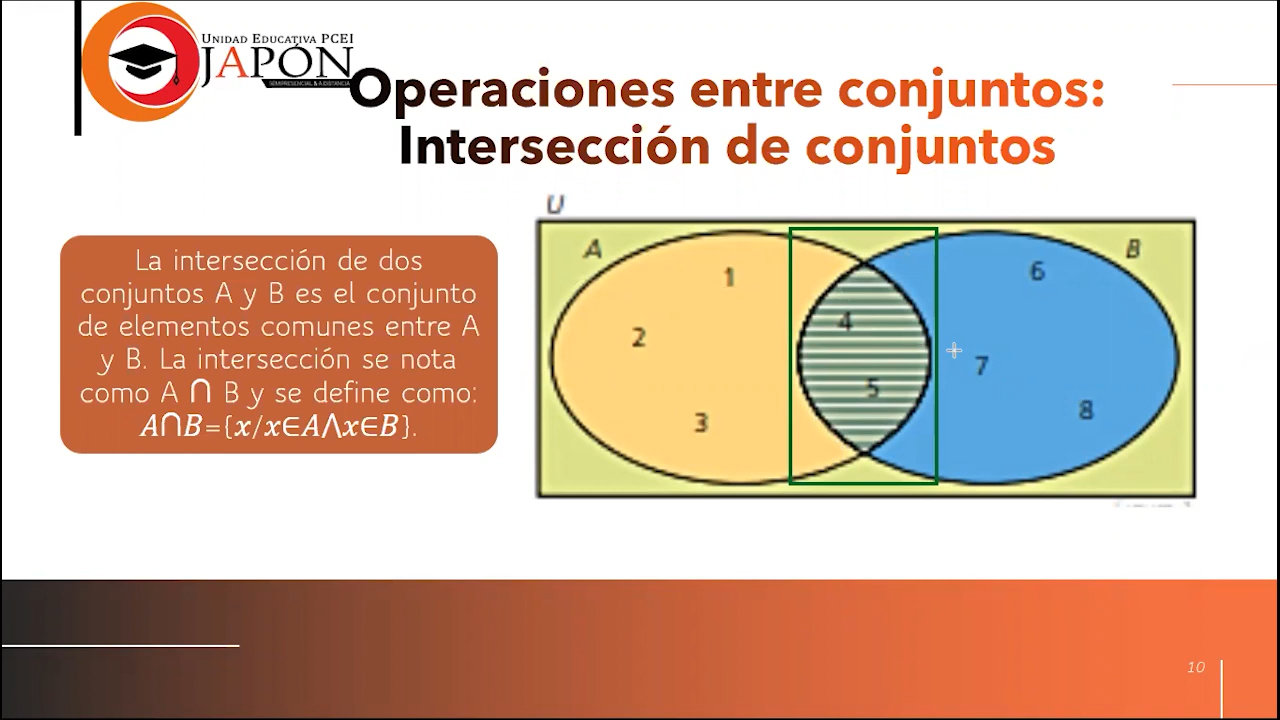 UNIDAD EDUCATIVA PCEI
JAPÓN
SEMIPRESENCIAL & A DISTANCIA
Operaciones entre conjuntos:
Intersección de conjuntos
La intersección de dos
conjuntos A y B es el conjunto
de elementos comunes entre A
y B. La intersección se nota
como A ⋂ B y se define como:
A⋂B={x/x∈A⋀x∈B}.
U
A
B
1
6
4
2
7
5
8
3
10